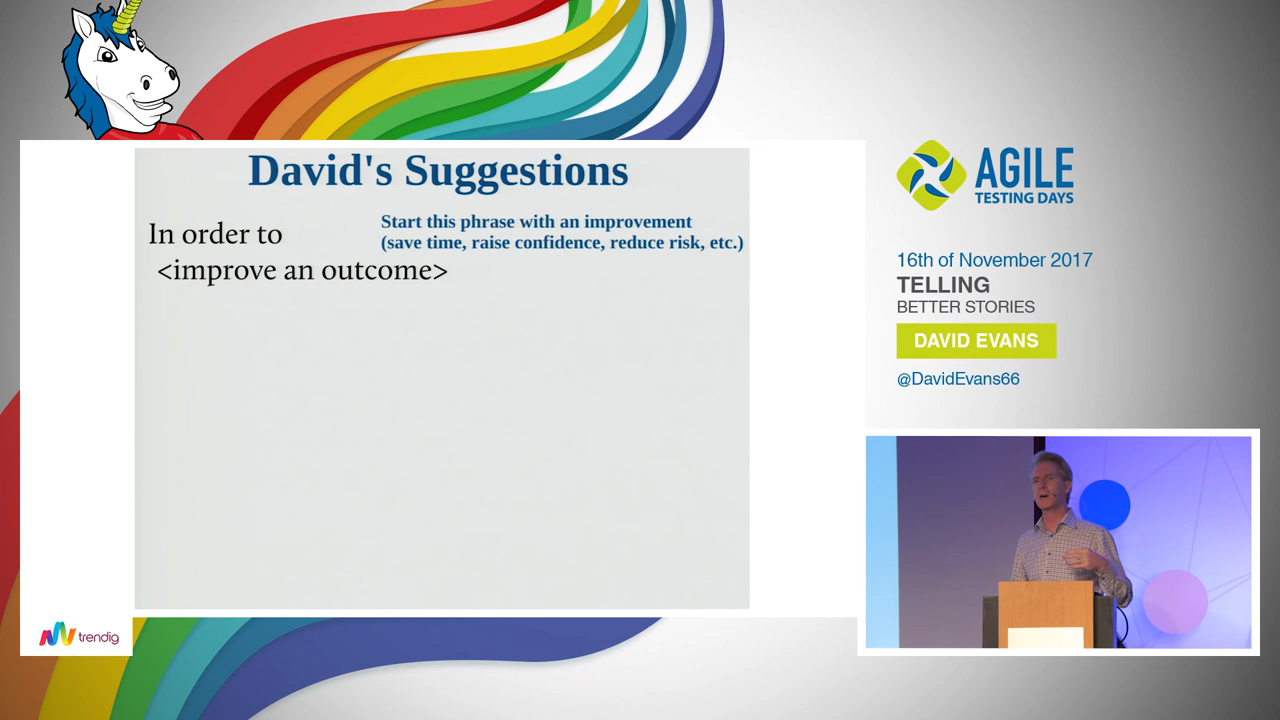 David's Suggestions
In order to
<improve an outcome>
Start this phrase with an improvement
(save time, raise confidence, reduce risk, etc.)
AGILE
TESTING DAYS
16th of November 2017
TELLING
BETTER STORIES
DAVID EVANS
@DavidEvans66
trendig